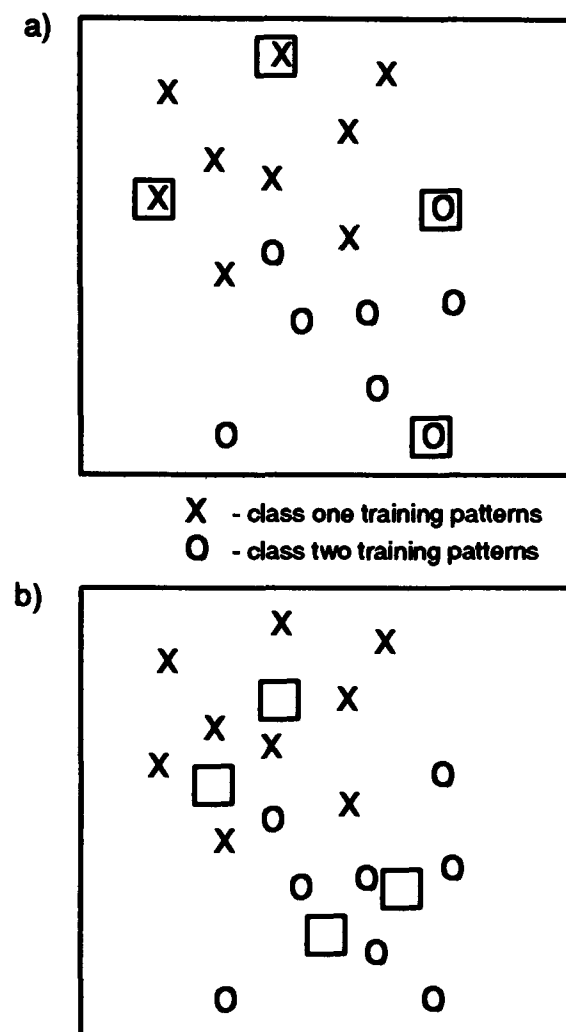 a)
X - class one training patterns
O - class two training patterns
b)